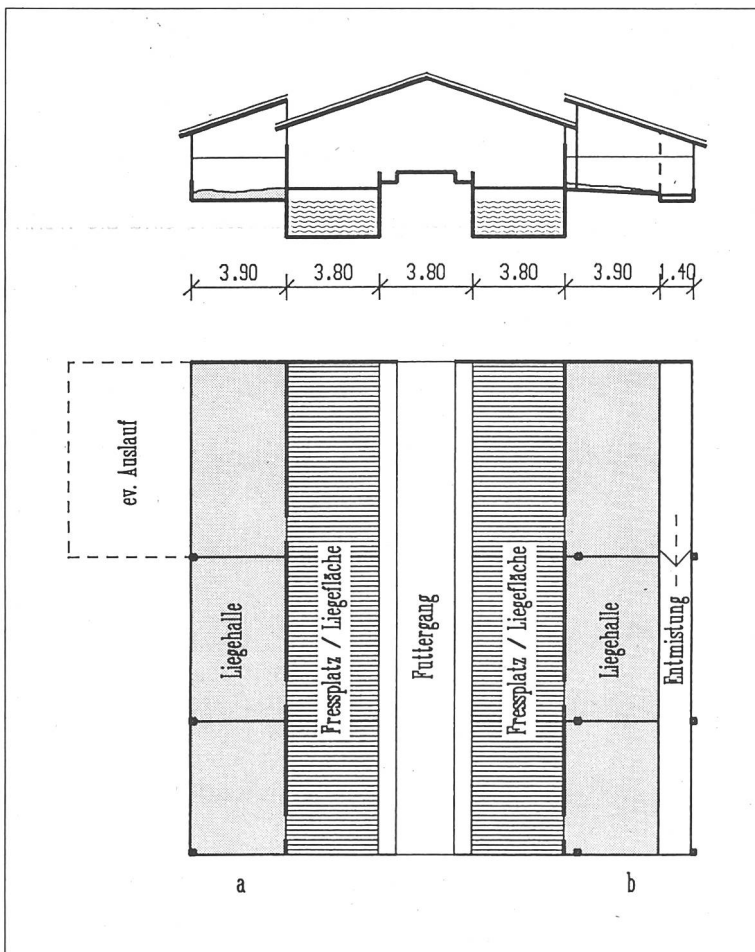 3.90 3.80 3.80 3.80 3.90 1.40
ev. Auslauf
Liegehalle
Fressplatz / Liegefläche
Futtergang
Fressplatz / Liegefläche
Liegehalle
Entmistung
a b